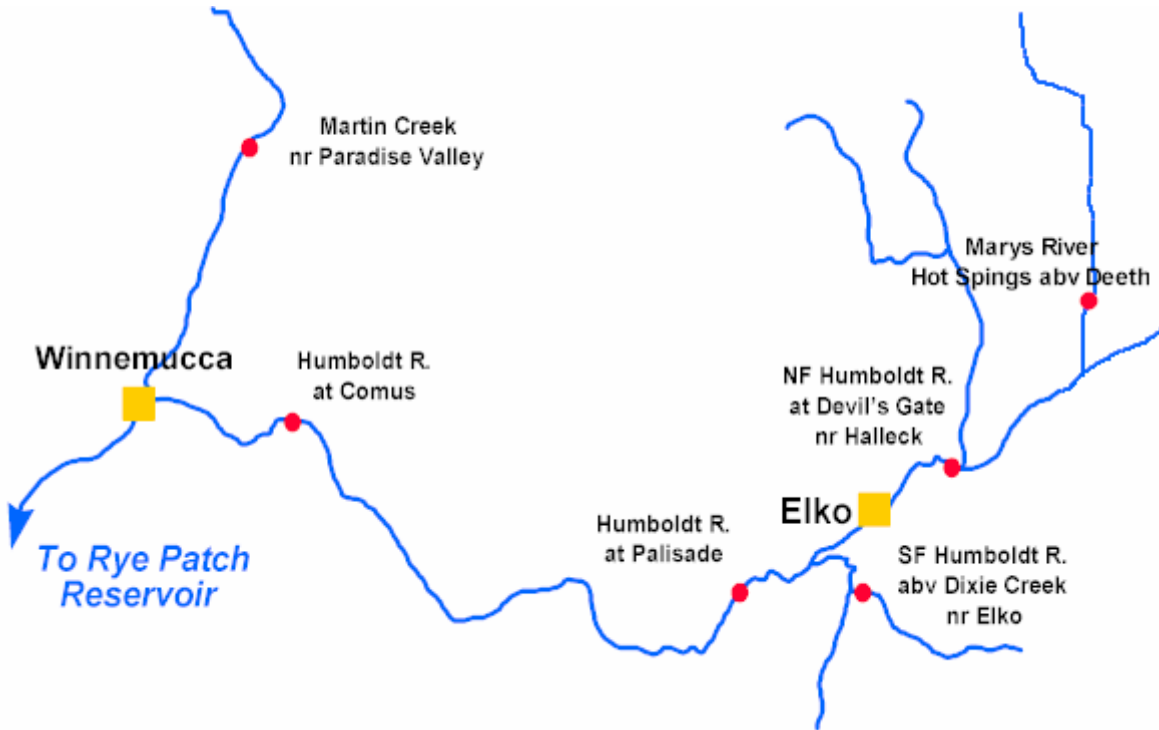 Martin Creek
nr Paradise Valley
Marys River
Hot Spings abv Deeth
Winnemucca
Humboldt R.
at Comus
NF Humboldt R.
at Devil's Gate
nr Halleck
Elko
Humboldt R.
at Palisade
SF Humboldt R.
abv Dixie Creek
nr Elko
To Rye Patch
Reservoir